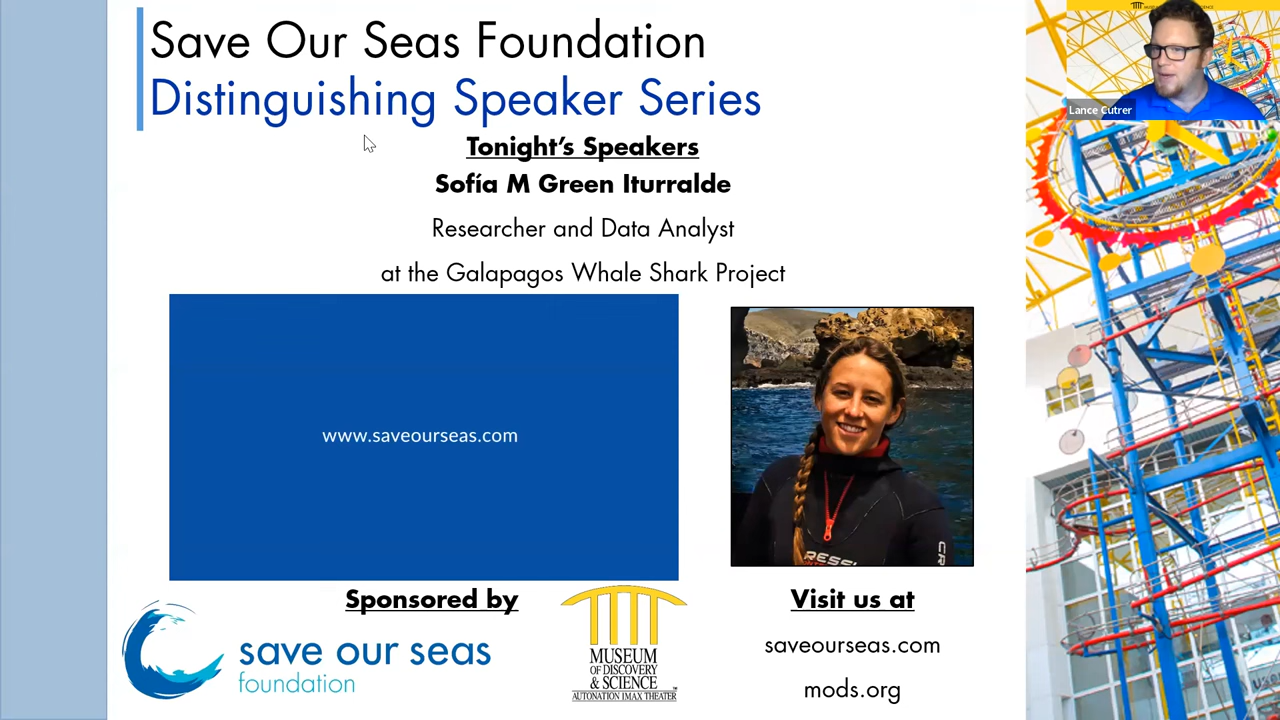 Save Our Seas Foundation
Distinguishing Speaker Series
Lance Cutrer
Tonight's Speakers
Sofía M Green Iturralde
Researcher and Data Analyst
at the Galapagos Whale Shark Project
www.saveourseas.com
Sponsored by
save our seas
foundation
MUSEUM
OF DISCOVERY
& SCIENCE
AUTONATION IMAX THEATER
Visit us at
saveourseas.com
mods.org